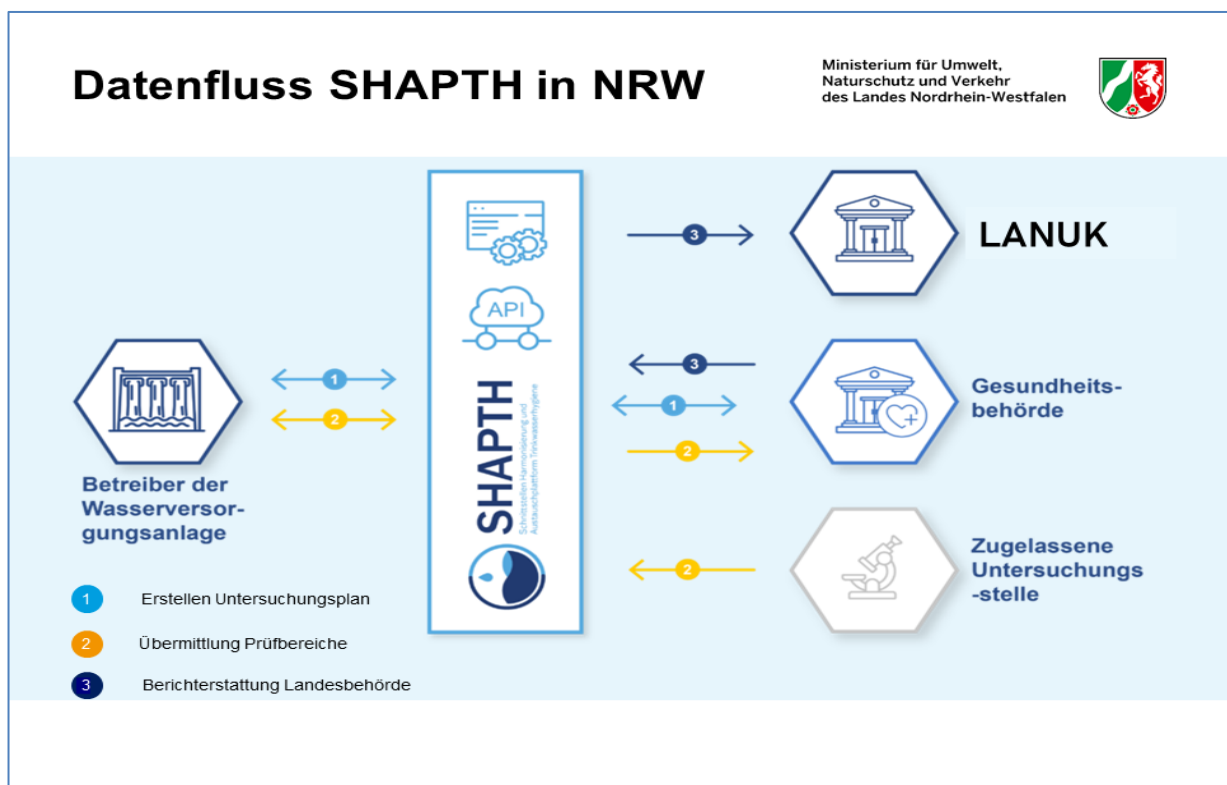 Datenfluss SHAPTH in NRW
Ministerium für Umwelt,
Naturschutz und Verkehr
des Landes Nordrhein-Westfalen
3
LANUK
API
3
1
1
2
2
Gesundheits-
behörde
SHAPTH
Schnittstellen Harmonisierung und
Austauschplattform Trinkwasserhygiene
Betreiber der
Wasserversor-
gungsanlage
2
Zugelassene
Untersuchungs
-stelle
1 Erstellen Untersuchungsplan
2 Übermittlung Prüfbereiche
3 Berichterstattung Landesbehörde